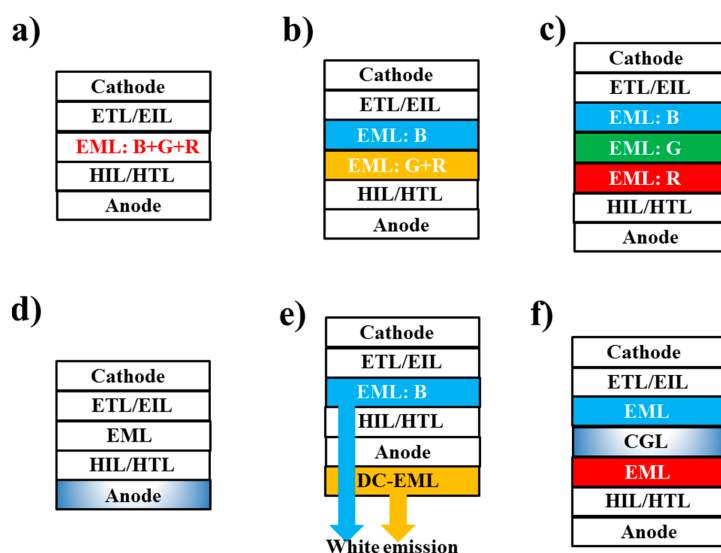 a)
Cathode
ETL/EIL
EML: B+G+R
HIL/HTL
Anode
b)
Cathode
ETL/EIL
EML: B
EML: G+R
HIL/HTL
Anode
c)
Cathode
ETL/EIL
EML: B
EML: G
EML: R
HIL/HTL
Anode
d)
Cathode
ETL/EIL
EML
HIL/HTL
Anode
e)
Cathode
ETL/EIL
EML: B
HIL/HTL
Anode
DC-EML
White emission
f)
Cathode
ETL/EIL
EML
CGL
EML
HIL/HTL
Anode